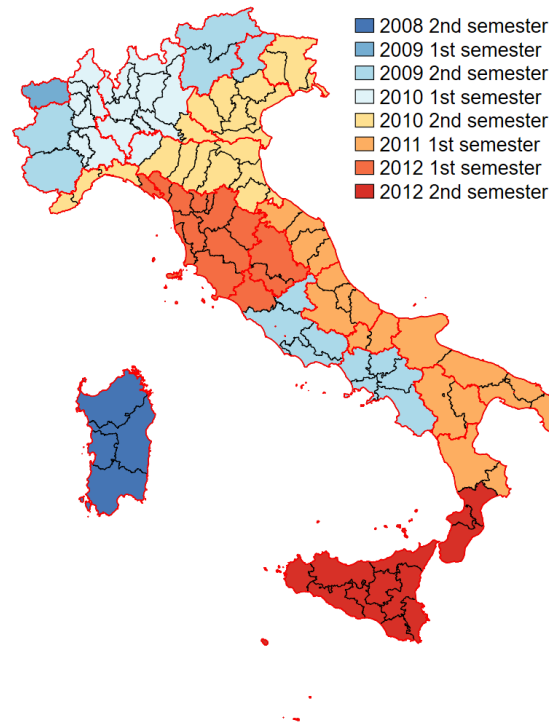 2008 2nd semester
2009 1st semester
2009 2nd semester
2010 1st semester
2010 2nd semester
2011 1st semester
2012 1st semester
2012 2nd semester